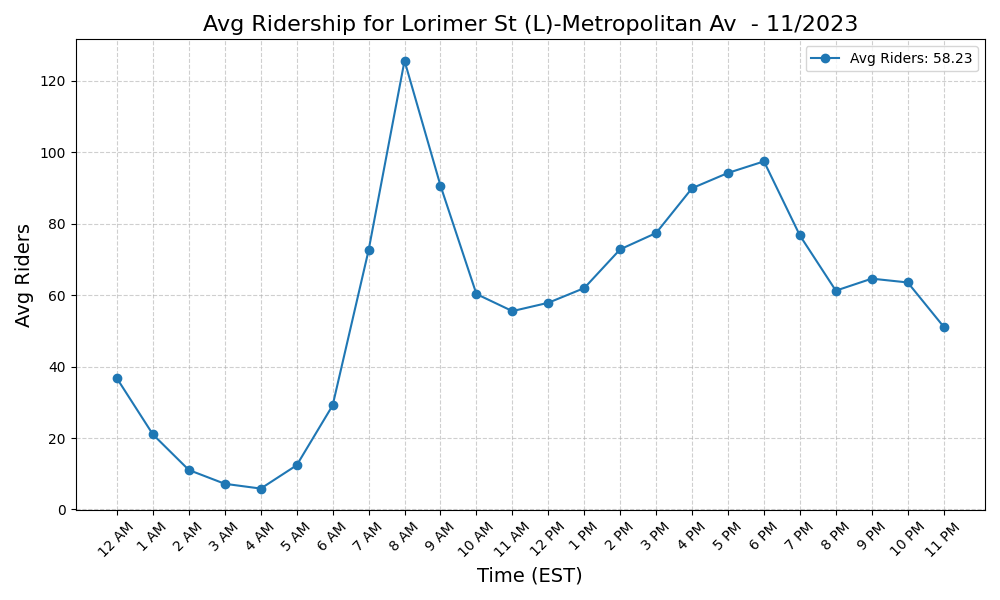 Avg Ridership for Lorimer St (L)-Metropolitan Av  - 11/2023
Avg Riders: 58.23
Avg Riders
120
100
80
60
40
20
0
12 AM
1 AM
2 AM
3 AM
4 AM
5 AM
6 AM
7 AM
8 AM
9 AM
10 AM
11 AM
12 PM
1 PM
2 PM
3 PM
4 PM
5 PM
6 PM
7 PM
8 PM
9 PM
10 PM
11 PM
Time (EST)